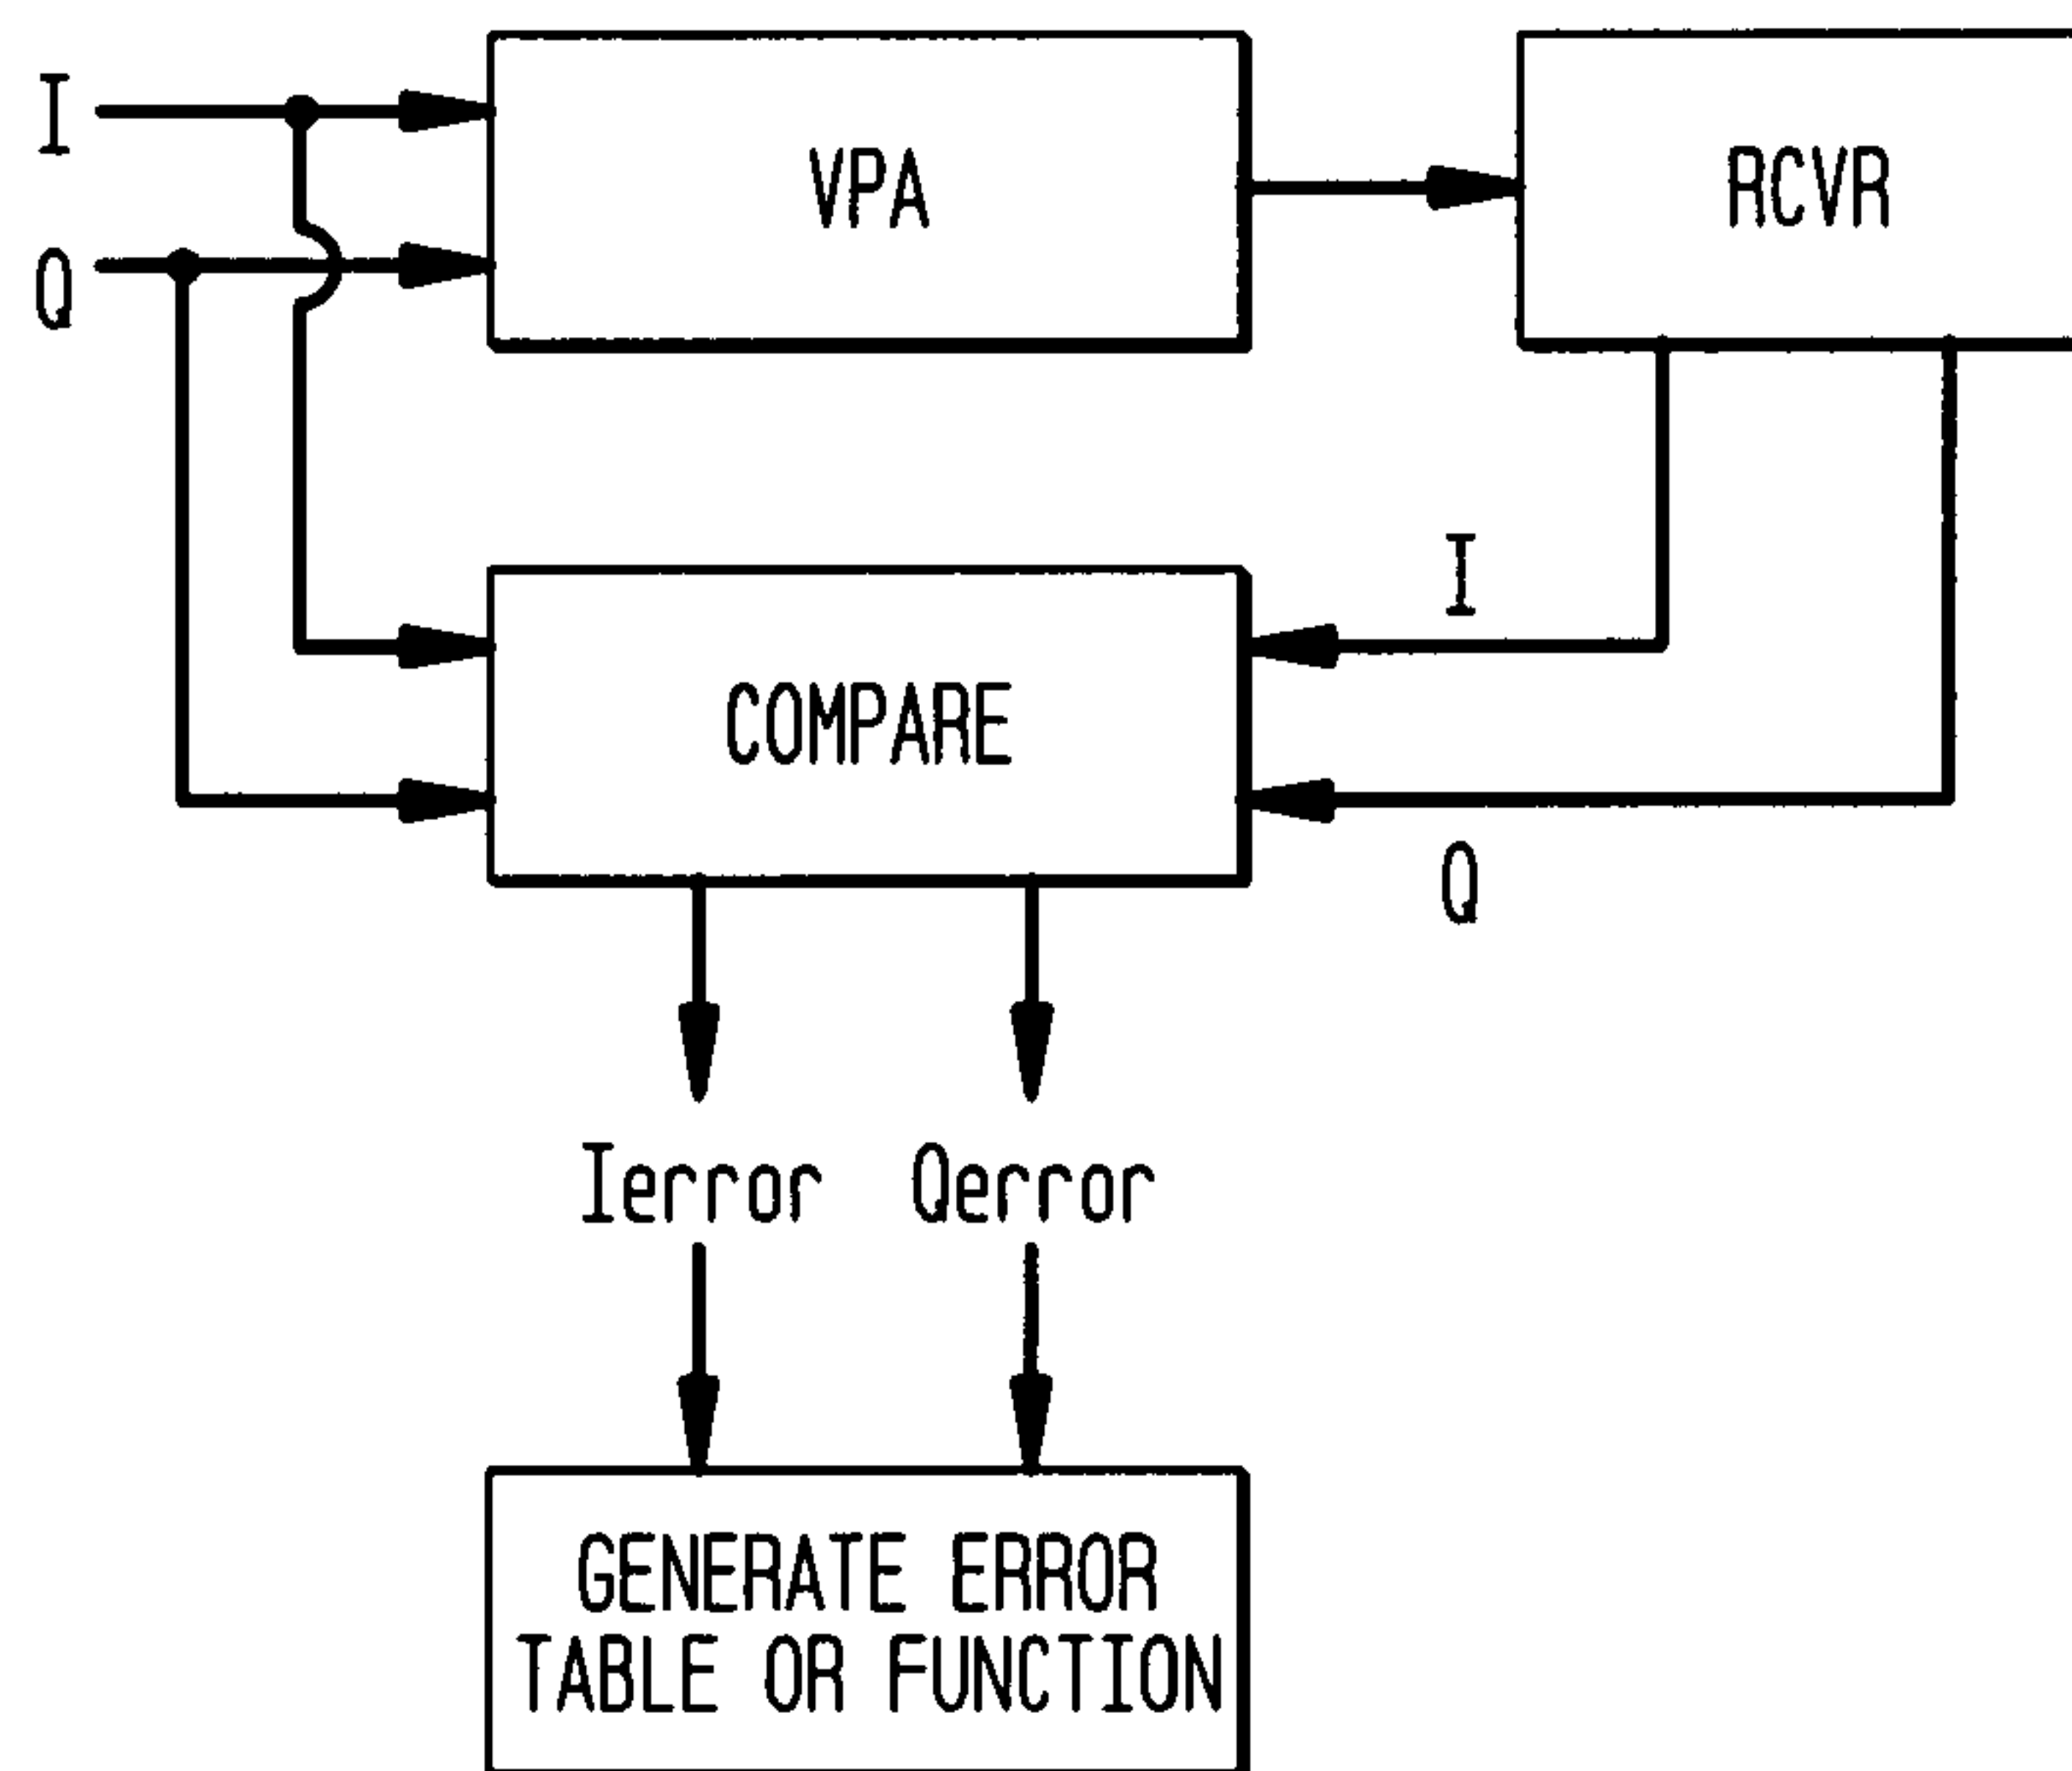 I
VPA
RCVR
Q
I
COMPARE
Q
Ierror Qerror
GENERATE ERROR
TABLE OR FUNCTION